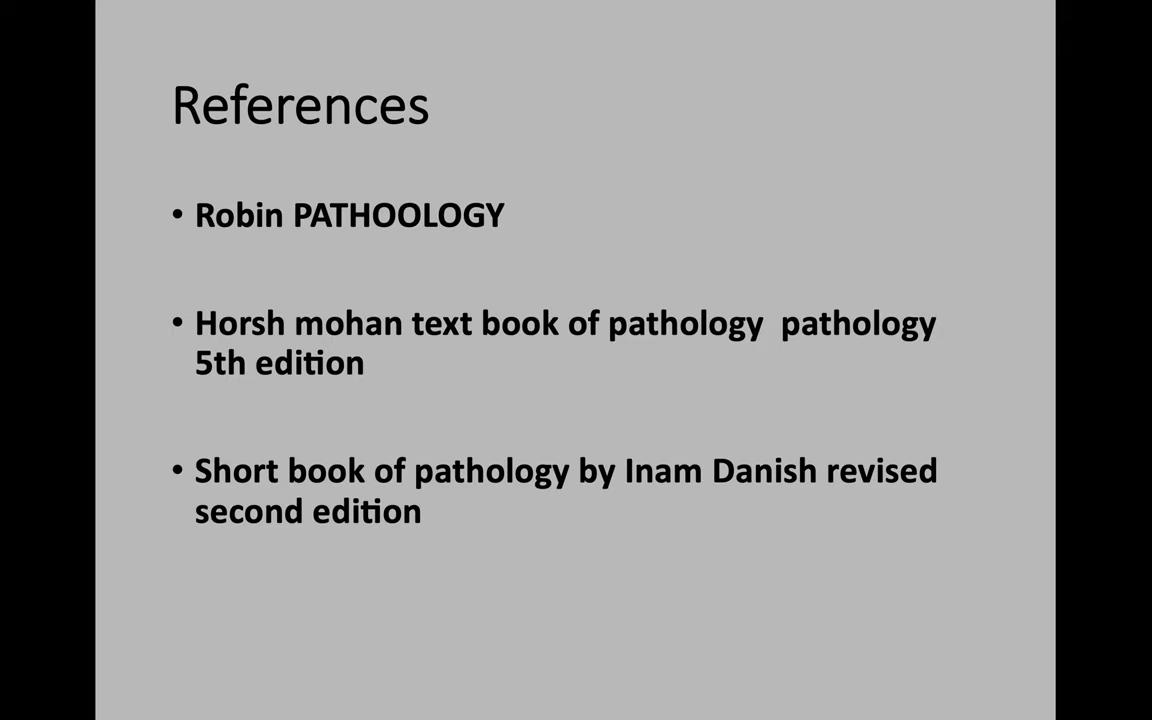 References
• Robin PATHOOLOGY
• Horsh mohan text book of pathology  pathology
5th edition
• Short book of pathology by Inam Danish revised
second edition